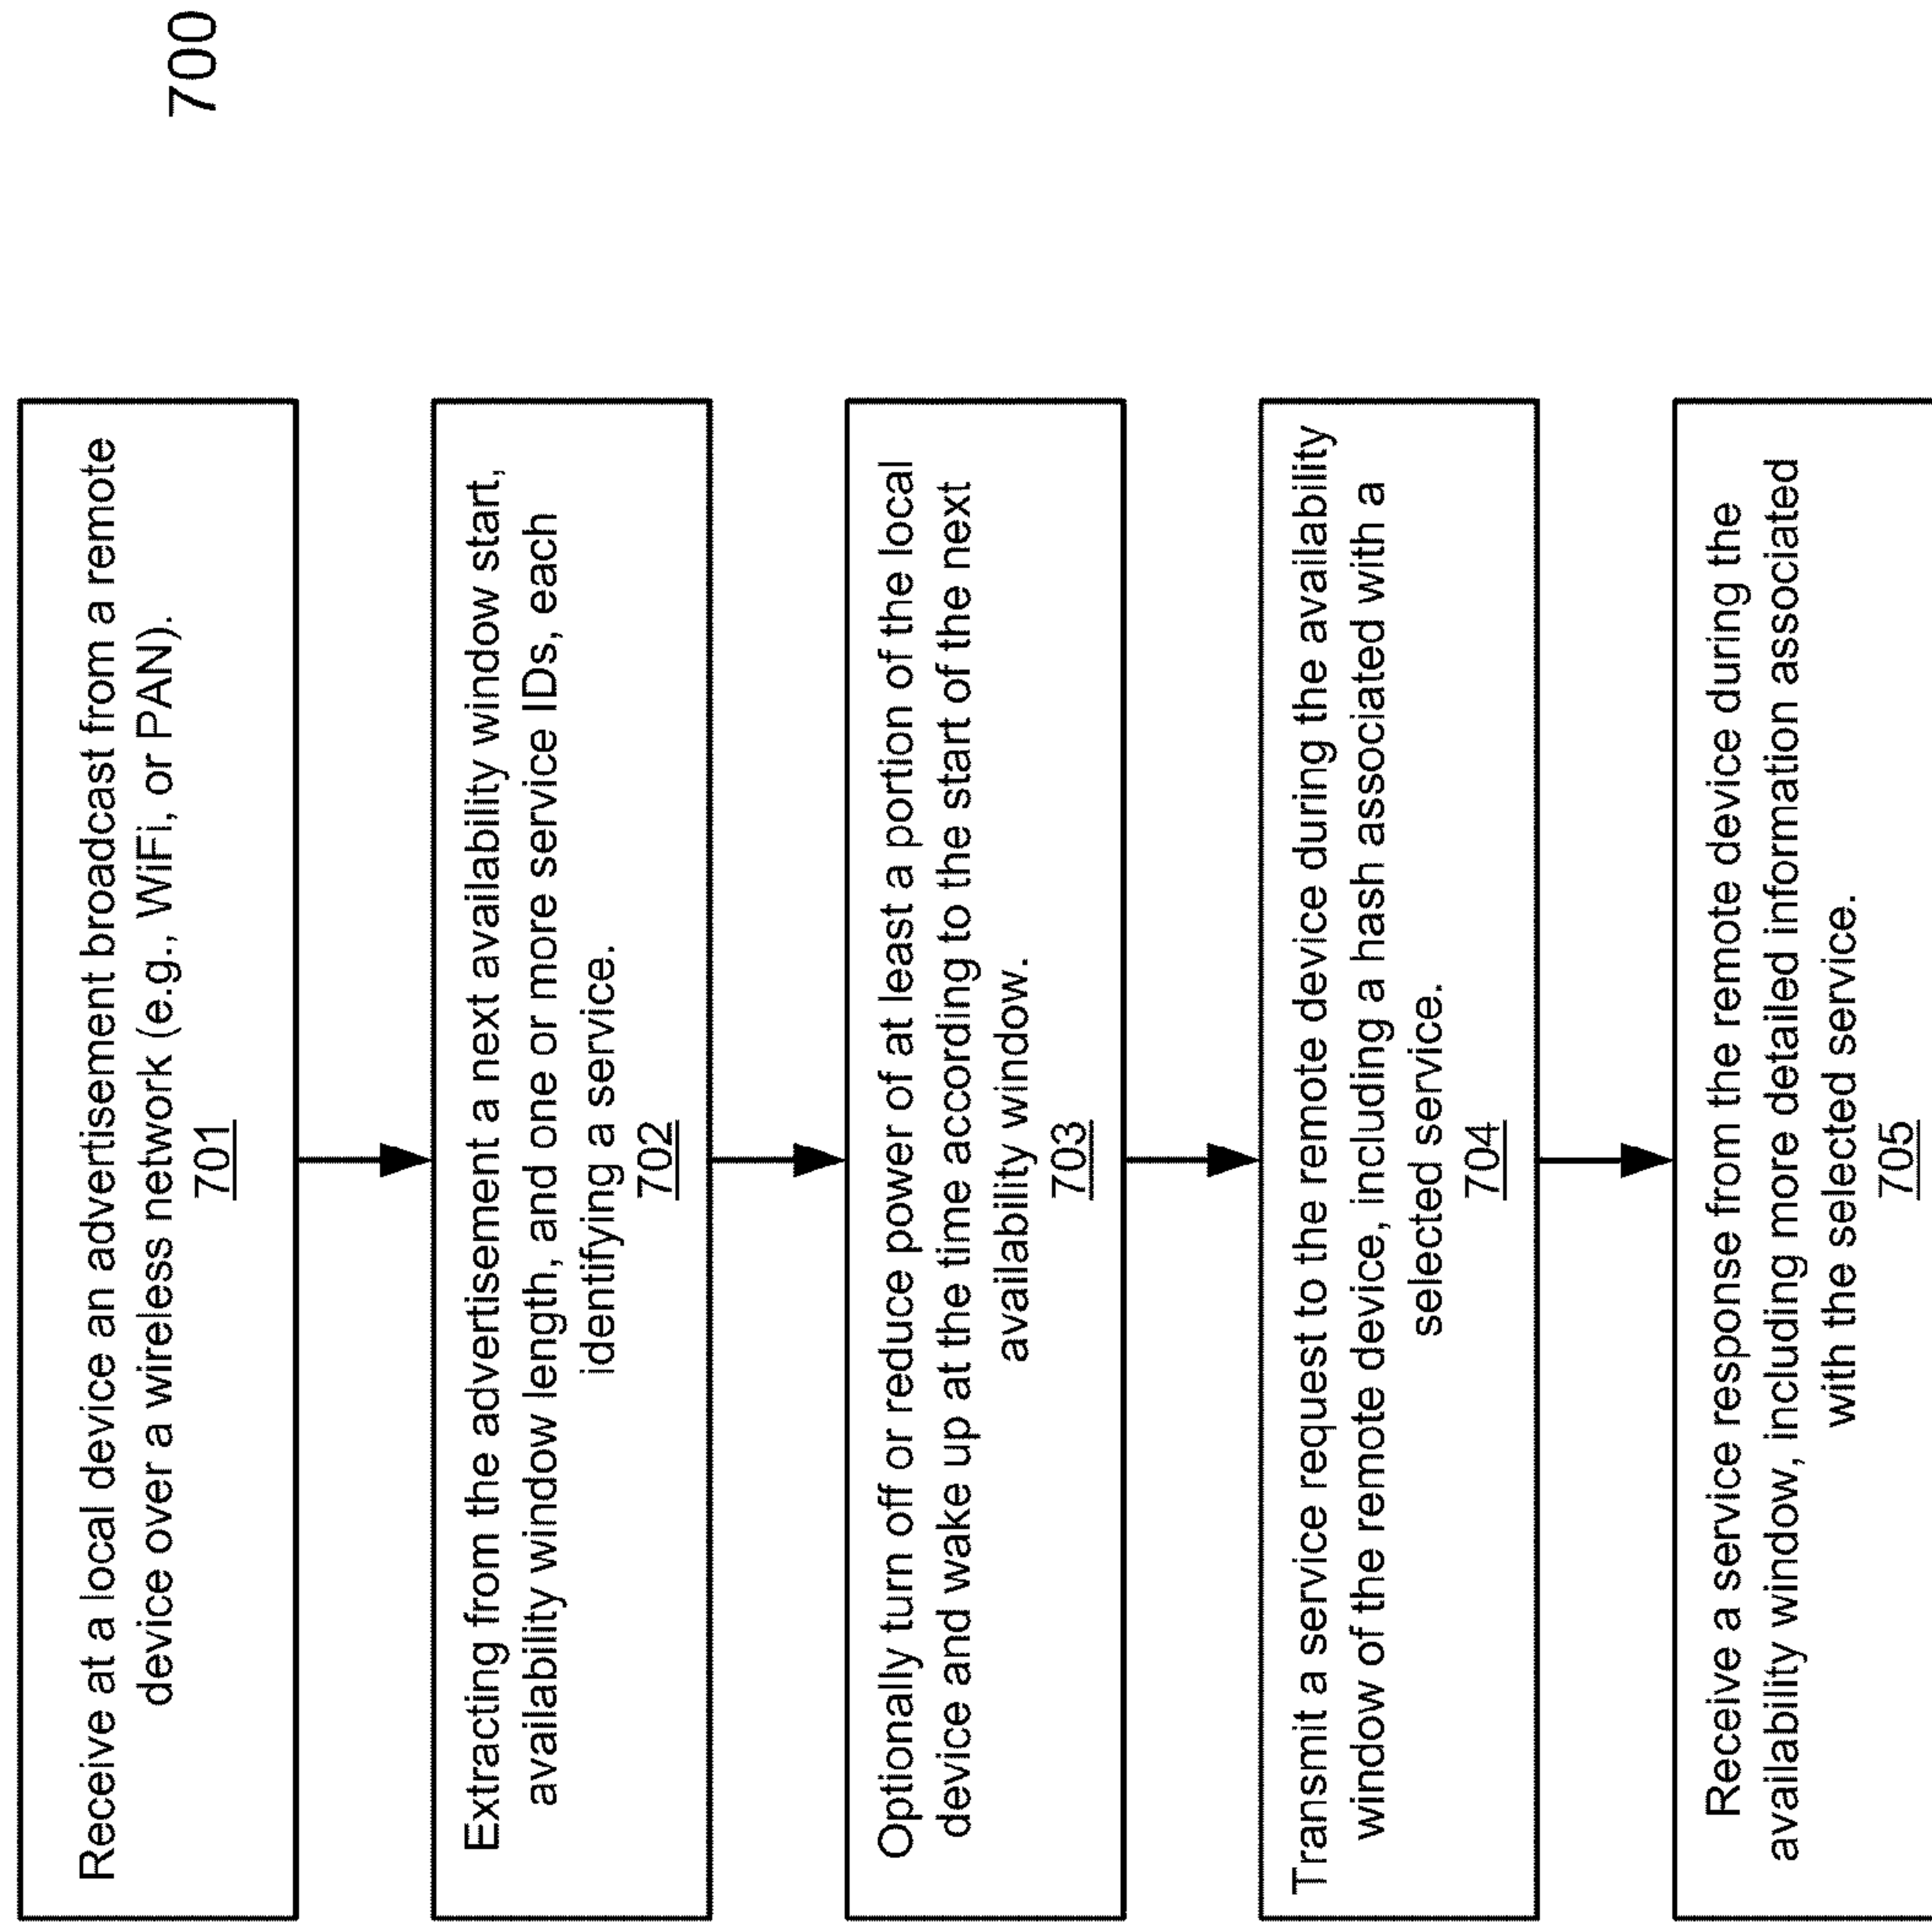 700
Receive at a local device an advertisement broadcast from a remote
device over a wireless network (e.g., WiFi, or PAN).
701
Extracting from the advertisement a next availability window start,
availability window length, and one or more service IDs, each
identifying a service.
702
Optionally turn off or reduce power of at least a portion of the local
device and wake up at the time according to the start of the next
availability window.
703
Transmit a service request to the remote device during the availability
window of the remote device, including a hash associated with a
selected service.
704
Receive a service response from the remote device during the
availability window, including more detailed information associated
with the selected service.
705